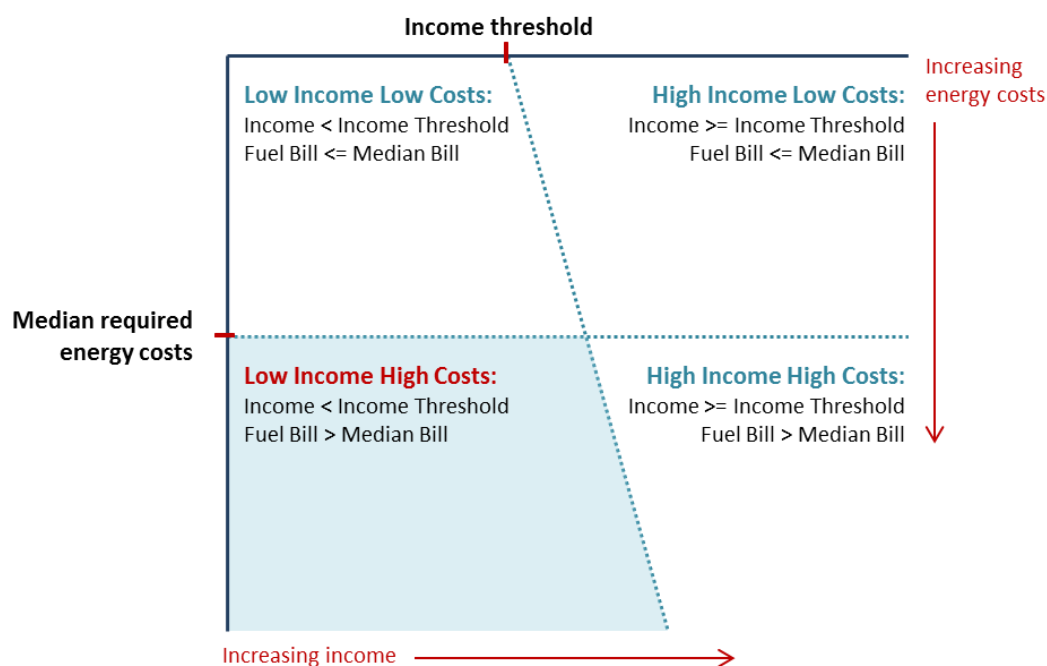 Income threshold
Increasing
energy costs
Low Income Low Costs:
Income < Income Threshold
Fuel Bill <= Median Bill
High Income Low Costs:
Income >= Income Threshold
Fuel Bill <= Median Bill
Median required
energy costs
Low Income High Costs:
Income < Income Threshold
Fuel Bill > Median Bill
High Income High Costs:
Income >= Income Threshold
Fuel Bill > Median Bill
Increasing income